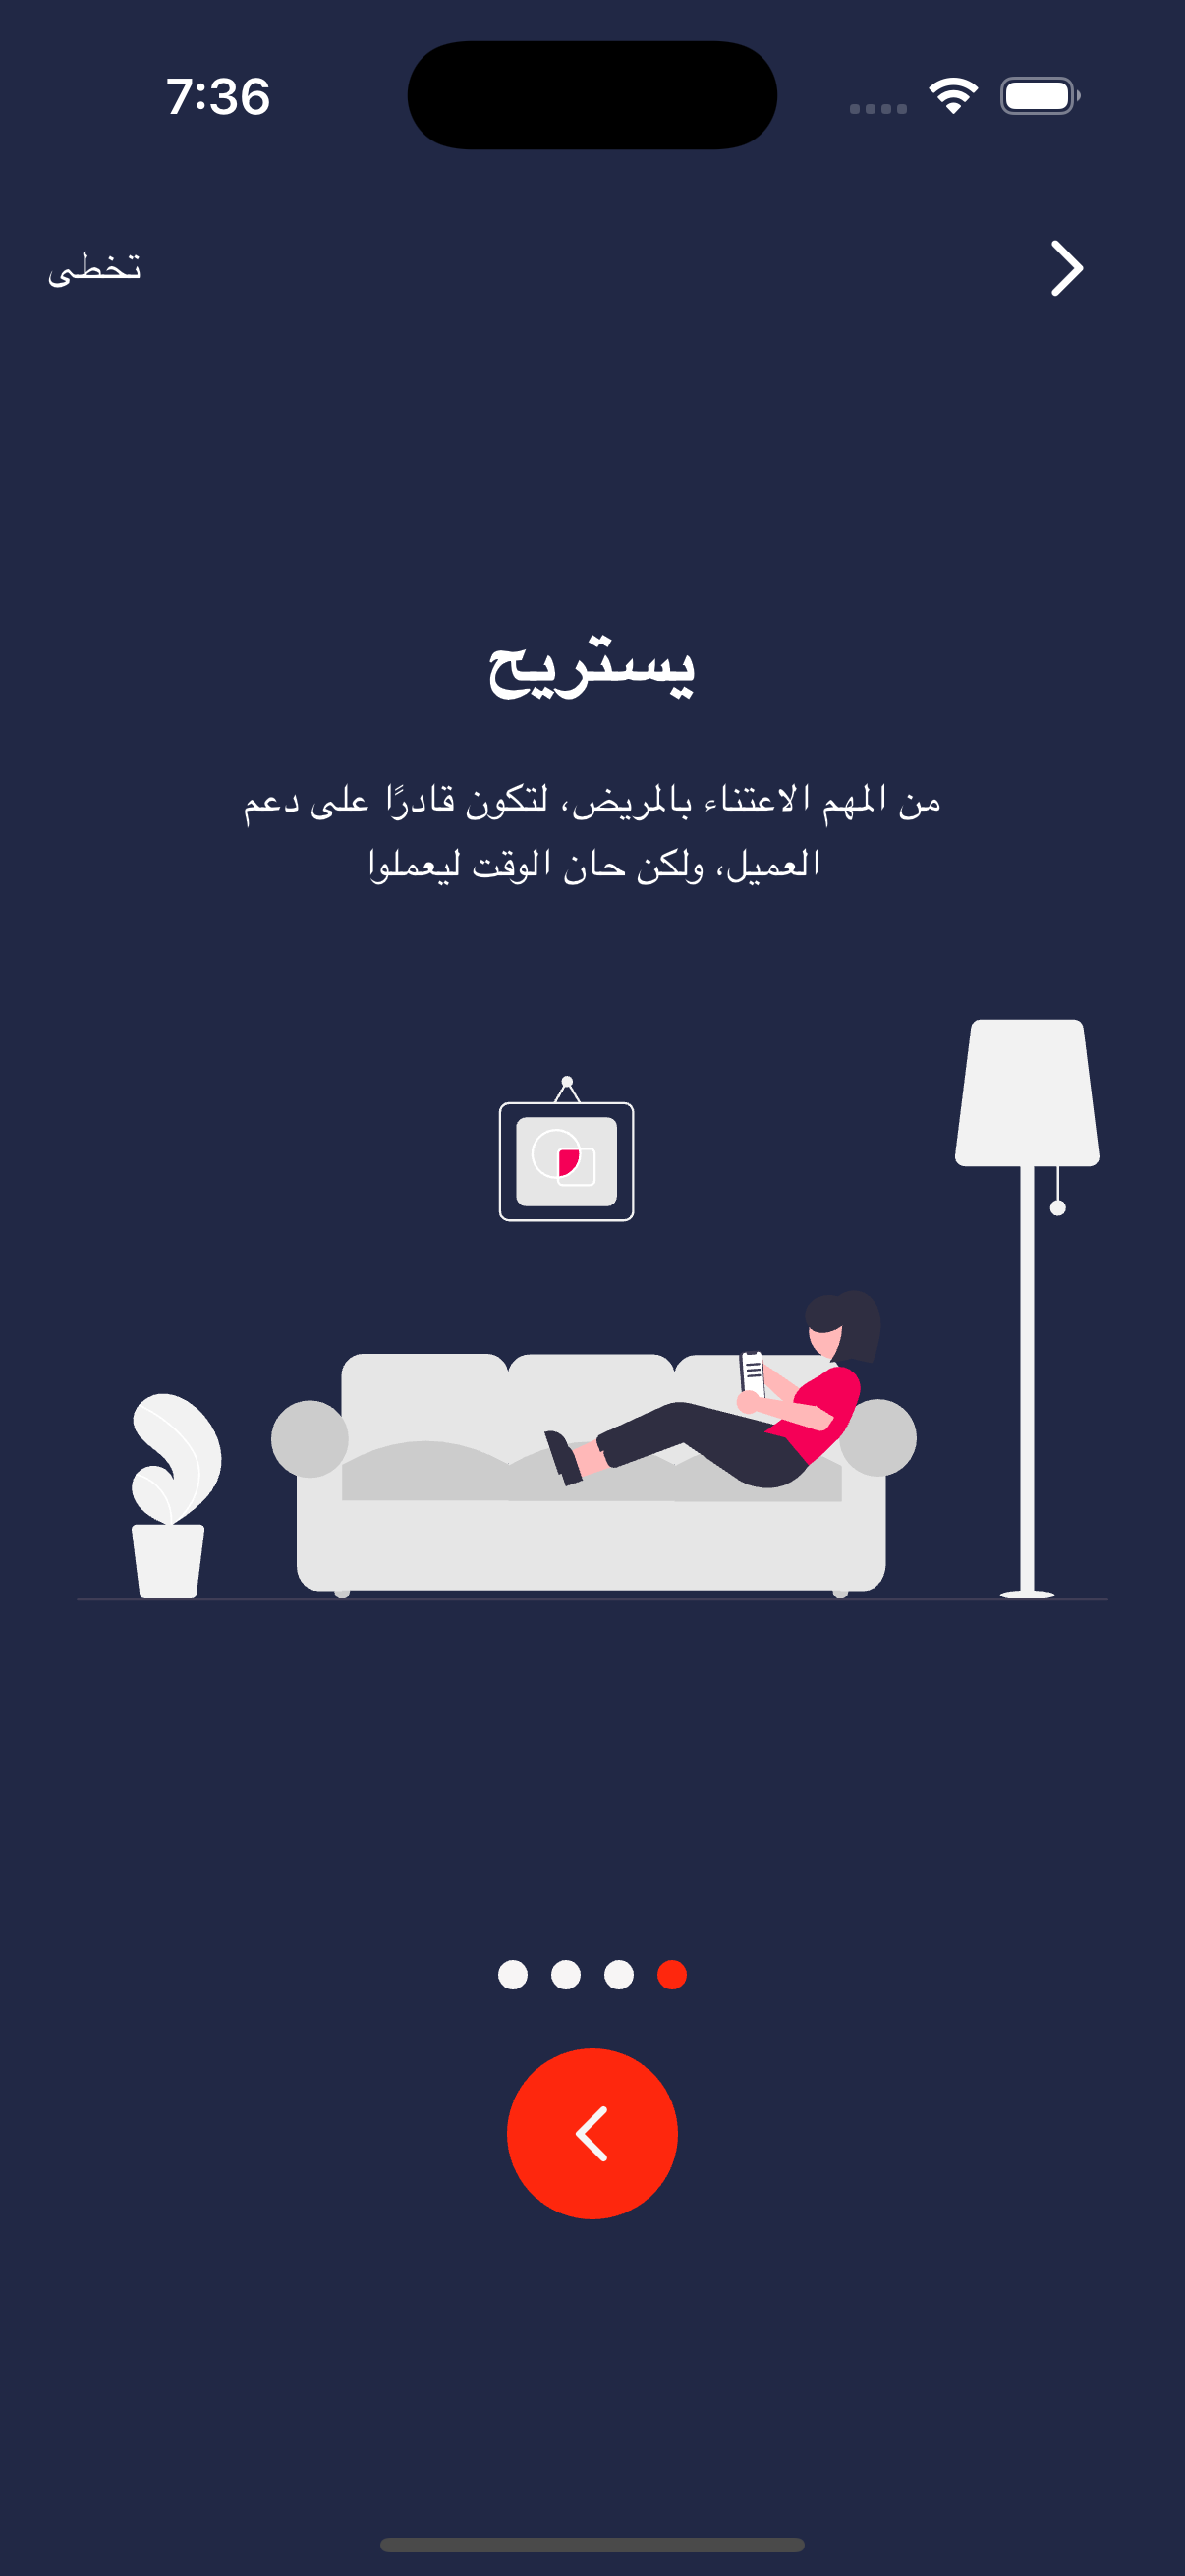 7:36
تخطى
يستريح
من المهم الاعتناء بالمريض، لتكون قادرًا على دعم
العميل، ولكن حان الوقت ليعملوا